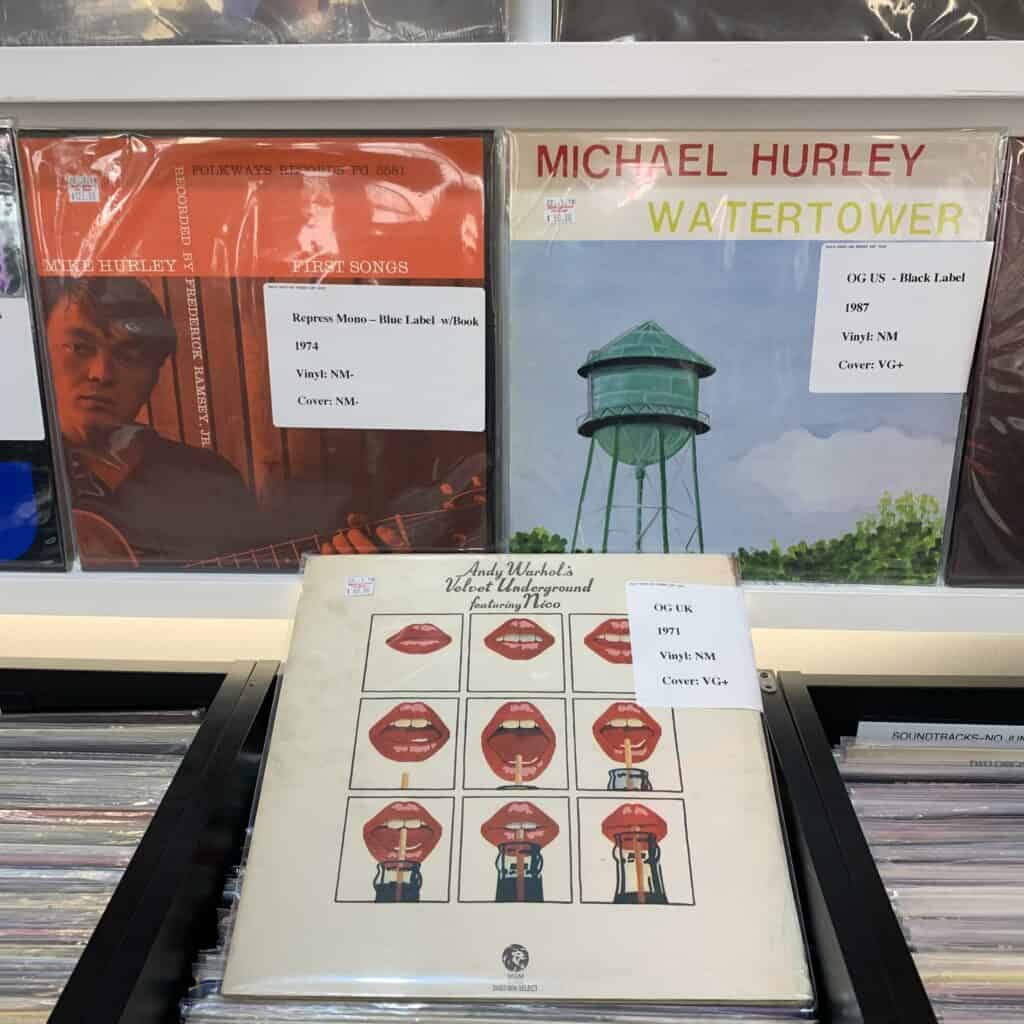 FOLKWAYS RECORDS FG 3581
RECORDED BY FREDERICK RAMSEY, JR.
MIKE HURLEY
FIRST SONGS
Repress Mono – Blue Label w/Book
1974
Vinyl: NM-
Cover: NM-
MICHAEL HURLEY
WATERTOWER
OG US - Black Label
1987
Vinyl: NM
Cover: VG+
Andy Warhol's
Velvet Underground
featuring Nico
OG UK
1971
Vinyl: NM
Cover: VG+
MGM
SOUNDTRACKS-NO JUN